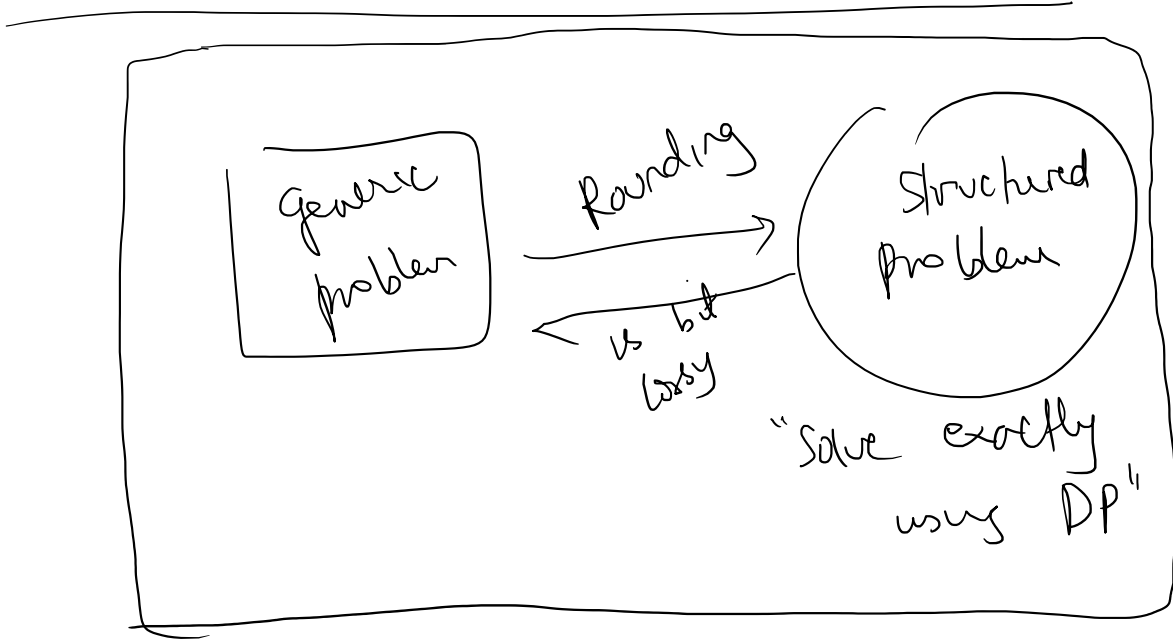 Generic
problem
Rounding
is bit
lossy
Structured
problem
"Solve exactly
using DP"